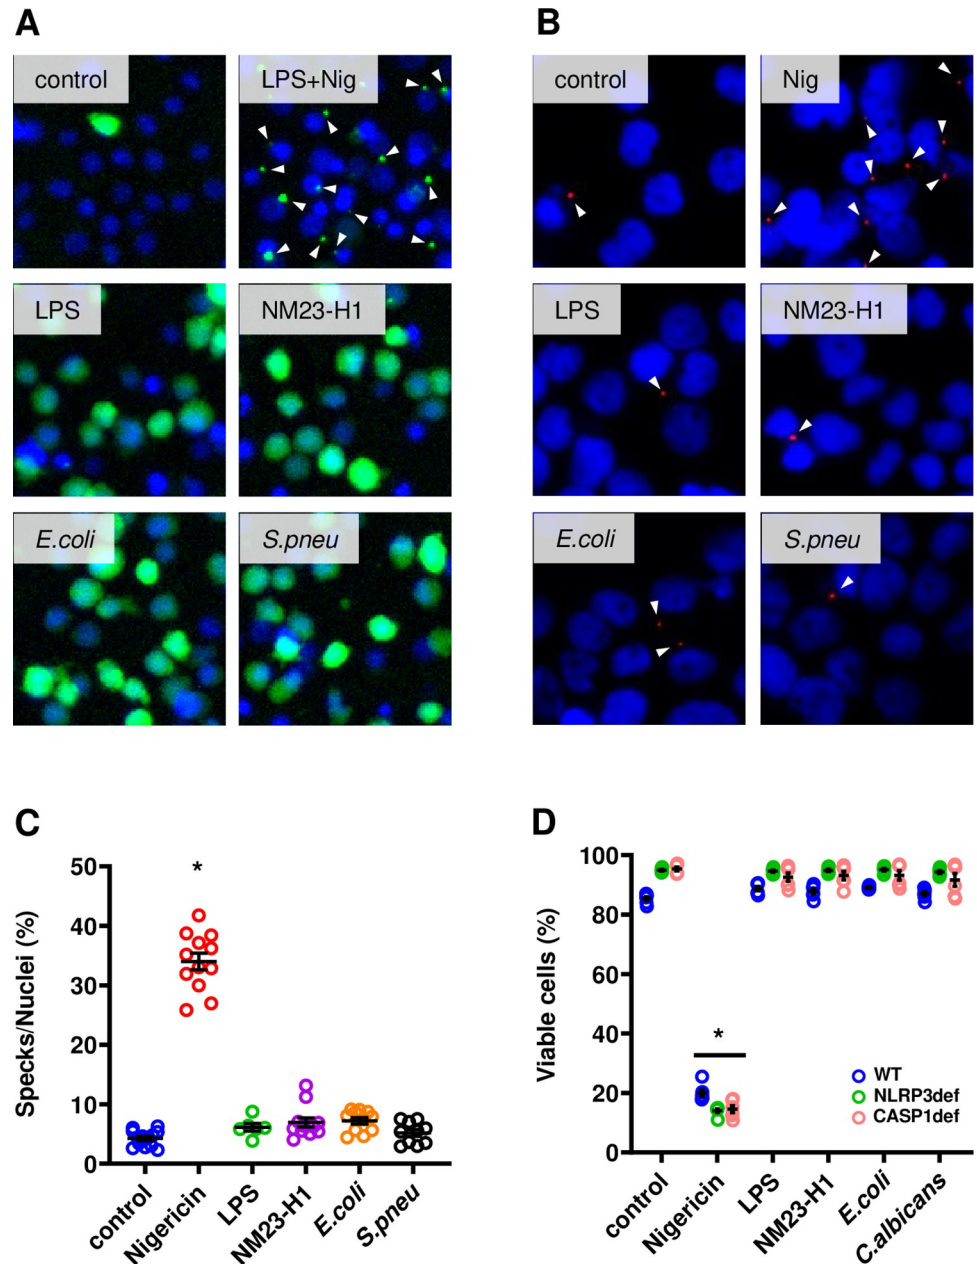 A
B
control
LPS+Nig
control
Nig
LPS
NM23-H1
LPS
NM23-H1
E.coli
S.pneu
E.coli
S.pneu
C
D
Specks/Nuclei (%)
50
40
30
20
10
0
*
control
Nigericin
LPS
NM23-H1
E.coli
S.pneu
Viable cells (%)
100
80
60
40
20
0
*
WT
NLRP3def
CASP1def
control
Nigericin
LPS
NM23-H1
E.coli
C.albicans